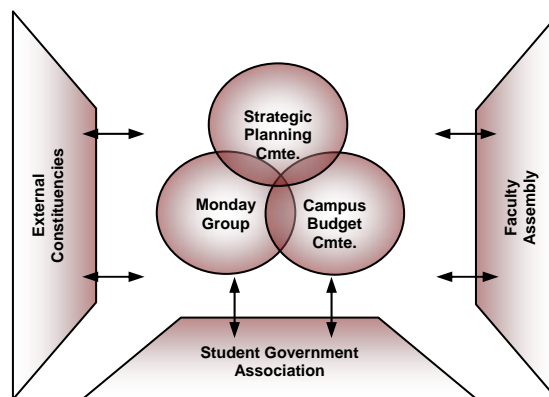 Strategic
Planning
Cmte.
Monday
Group
Campus
Budget
Cmte.
External
Constituencies
Faculty
Assembly
Student Government
Association